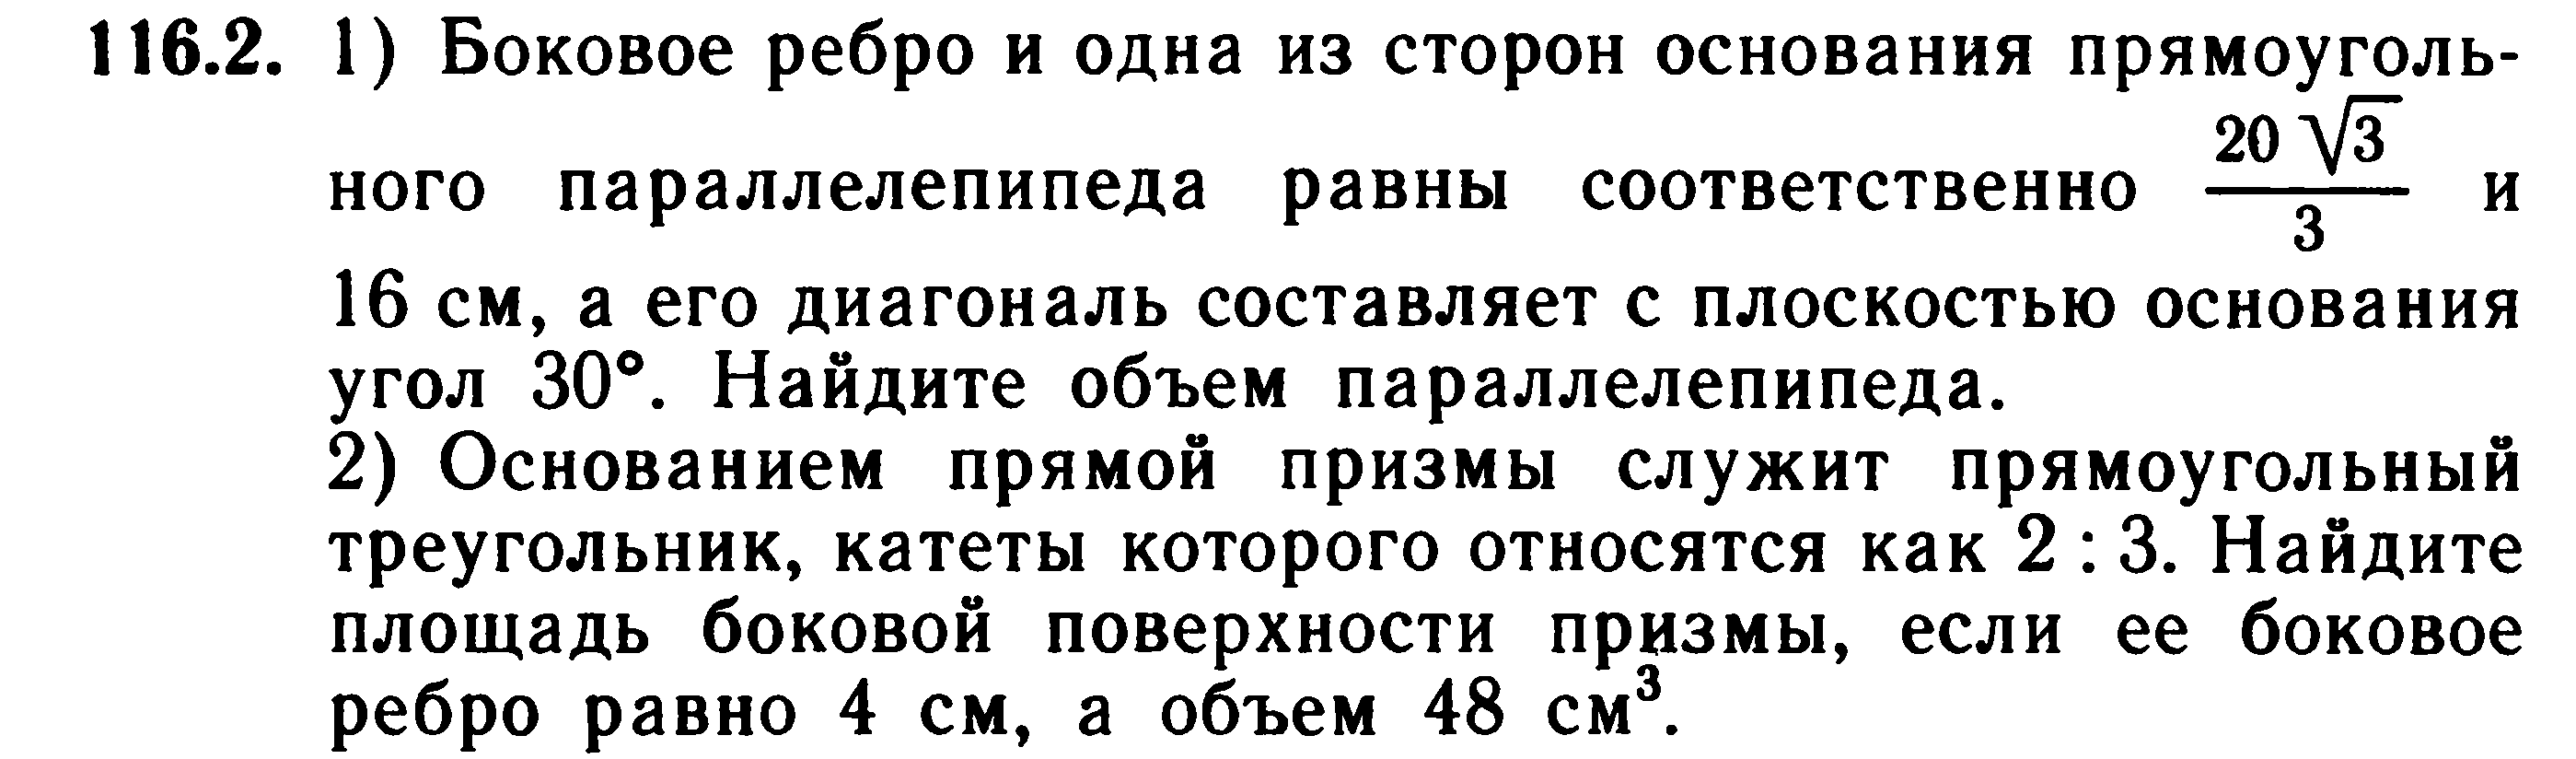 116.2. 1) Боковое ребро и одна из сторон основания прямоуголь-
ного параллелепипеда равны соответственно 20√3/3 и
16 см, а его диагональ составляет с плоскостью основания
угол 30°. Найдите объем параллелепипеда.
2) Основанием прямой призмы служит прямоугольный
треугольник, катеты которого относятся как 2 : 3. Найдите
площадь боковой поверхности призмы, если ее боковое
ребро равно 4 см, а объем 48 см³.